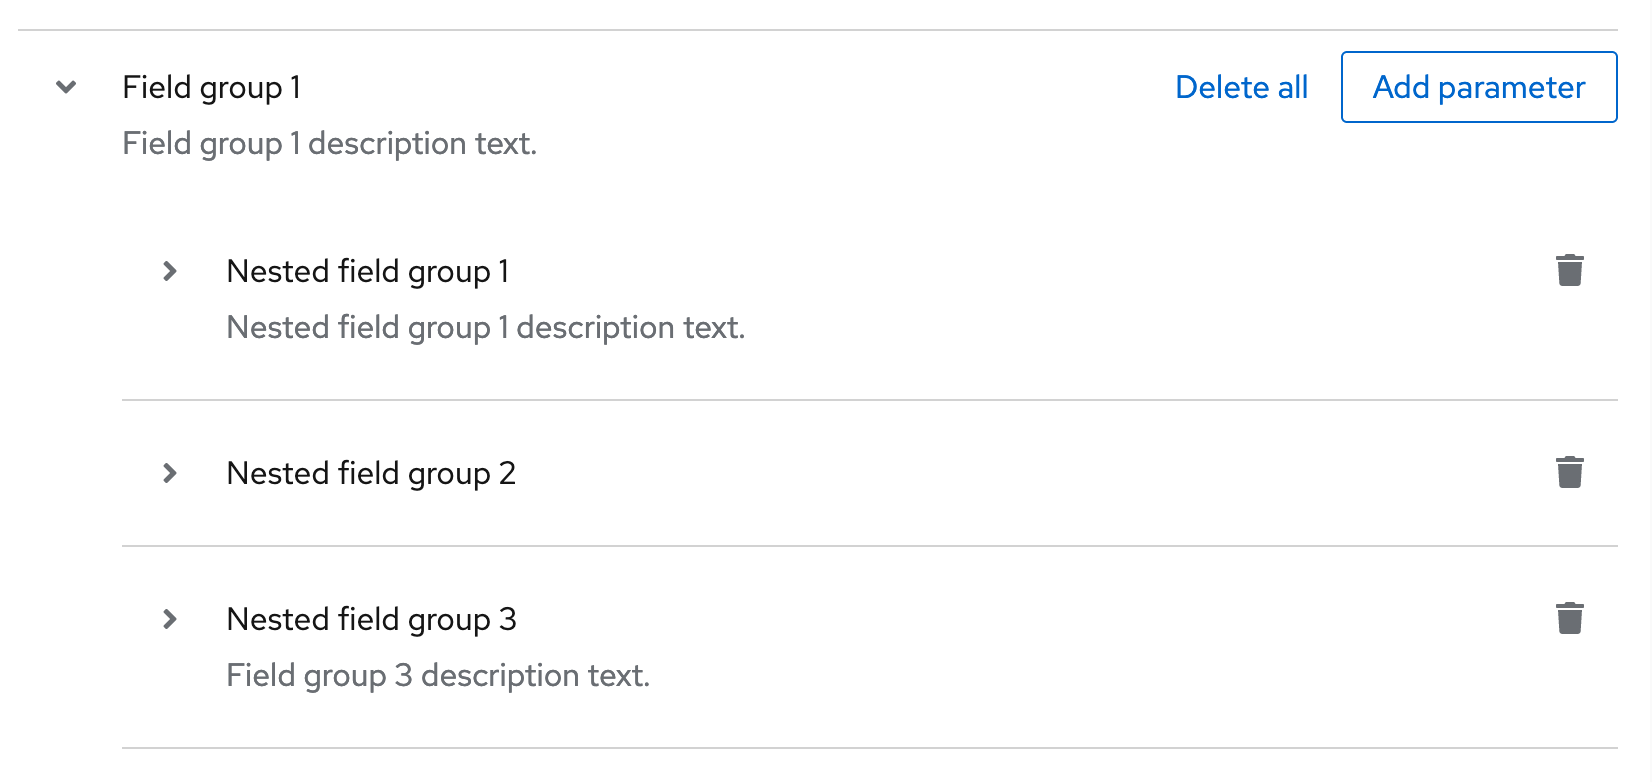 Field group 1
Delete all
Add parameter
Field group 1 description text.
Nested field group 1
Nested field group 1 description text.
Nested field group 2
Nested field group 3
Field group 3 description text.